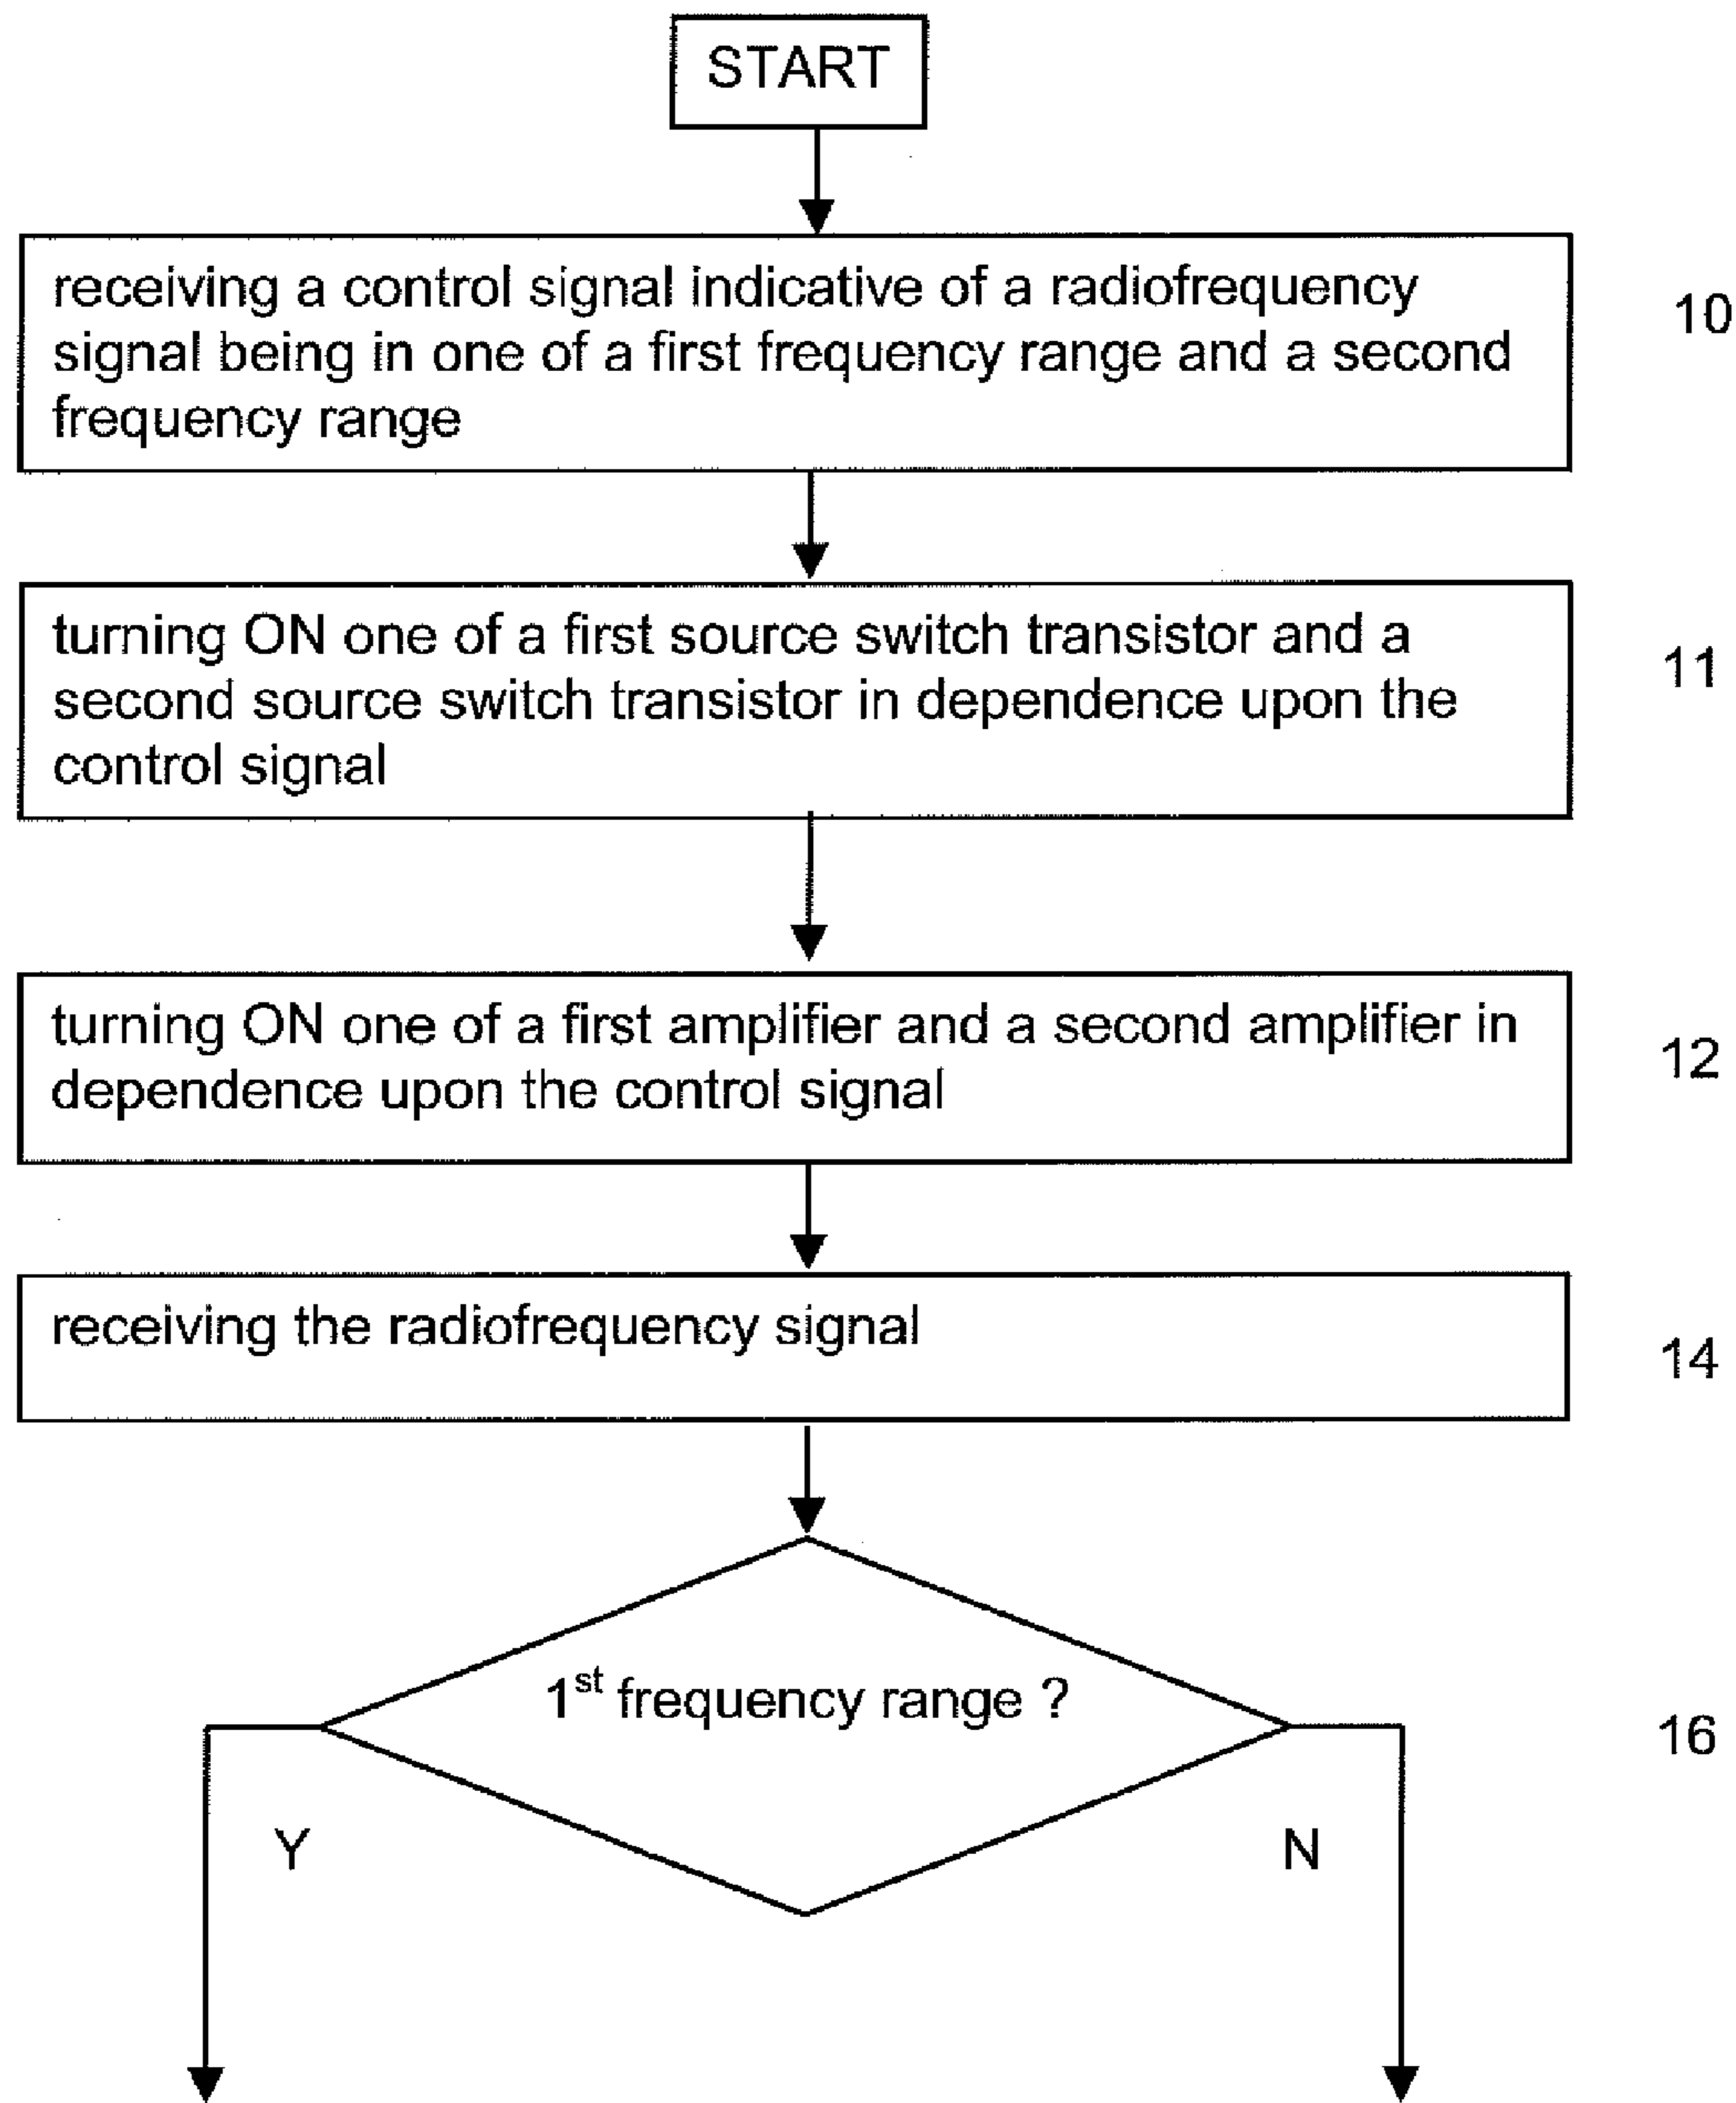 START
receiving a control signal indicative of a radiofrequency
signal being in one of a first frequency range and a second
frequency range
10
turning ON one of a first source switch transistor and a
second source switch transistor in dependence upon the
control signal
11
turning ON one of a first amplifier and a second amplifier in
dependence upon the control signal
12
receiving the radiofrequency signal
14
1st frequency range ?
16
Y
N